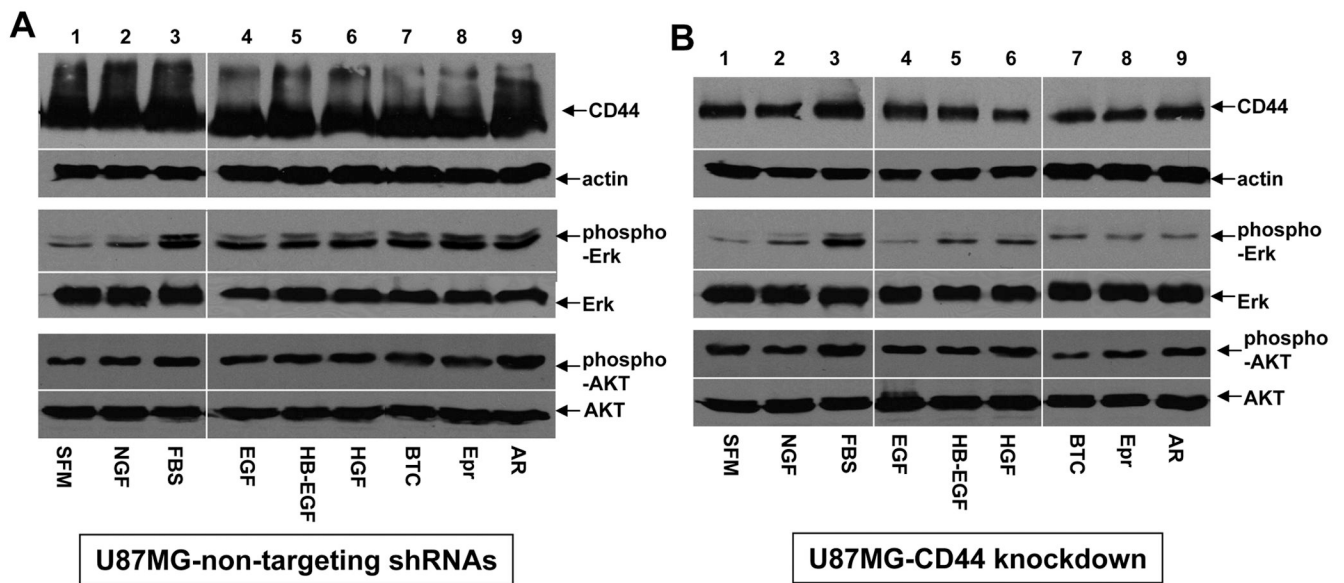 A
1 2 3 4 5 6 7 8 9
CD44
actin
phospho
-Erk
Erk
phospho
-AKT
AKT
SFM NGF FBS EGF HB-EGF HGF BTC Epr AR
U87MG-non-targeting shRNAs
B
1 2 3 4 5 6 7 8 9
CD44
actin
phospho
-Erk
Erk
phospho
-AKT
AKT
SFM NGF FBS EGF HB-EGF HGF BTC Epr AR
U87MG-CD44 knockdown